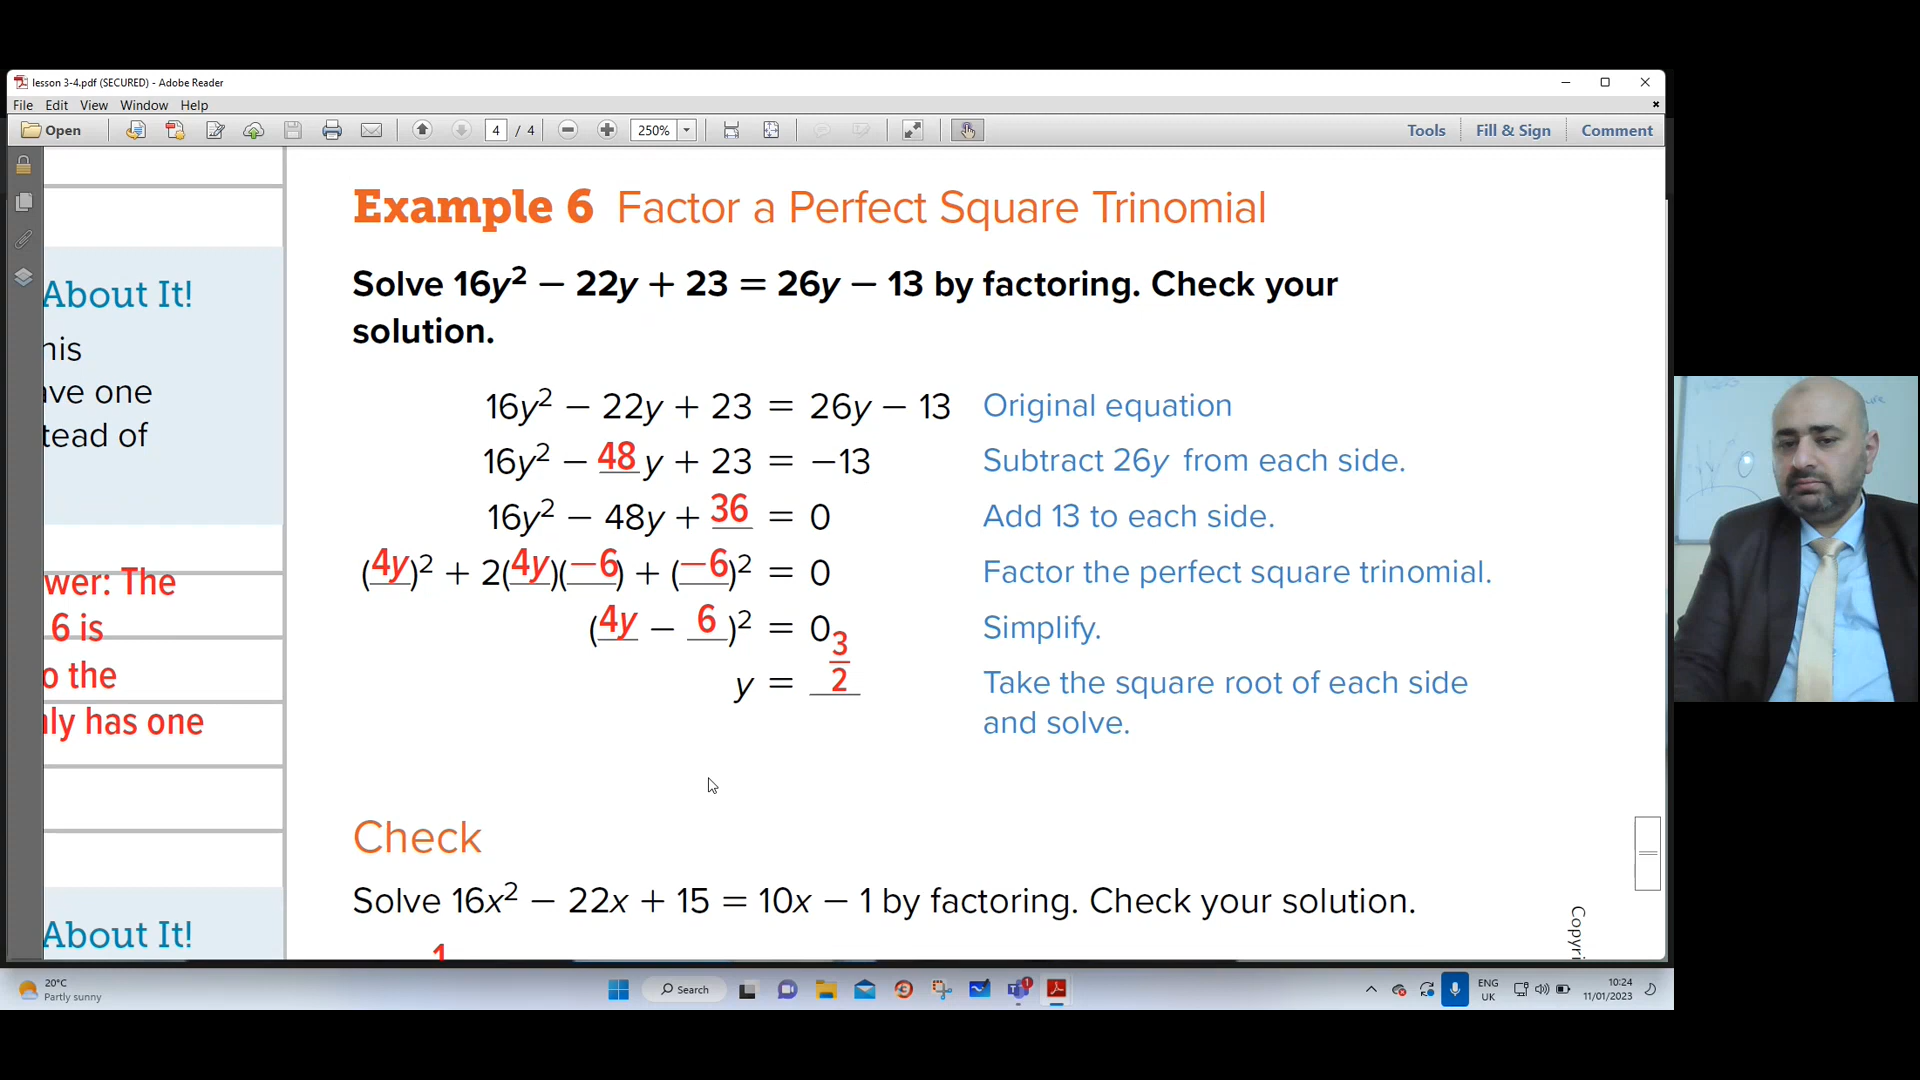 lesson 3-4.pdf (SECURED) - Adobe Reader
File Edit View Window Help
Open 4 / 4 250% Tools Fill & Sign Comment
About It!
his
ave one
tead of
wer: The
6 is
o the
nly has one
About It!
Example 6 Factor a Perfect Square Trinomial
Solve 16y² − 22y + 23 = 26y − 13 by factoring. Check your
solution.
16y² − 22y + 23 = 26y − 13 Original equation
16y² − 48y + 23 = −13 Subtract 26y from each side.
16y² − 48y + 36 = 0 Add 13 to each side.
(4y)² + 2(4y)(−6) + (−6)² = 0 Factor the perfect square trinomial.
(4y − 6)² = 0 Simplify.
y = 3/2 Take the square root of each side
and solve.
Check
Solve 16x² − 22x + 15 = 10x − 1 by factoring. Check your solution.
1
Copyri
20°C
Partly sunny
Search
1
ENG
UK
10:24
11/01/2023